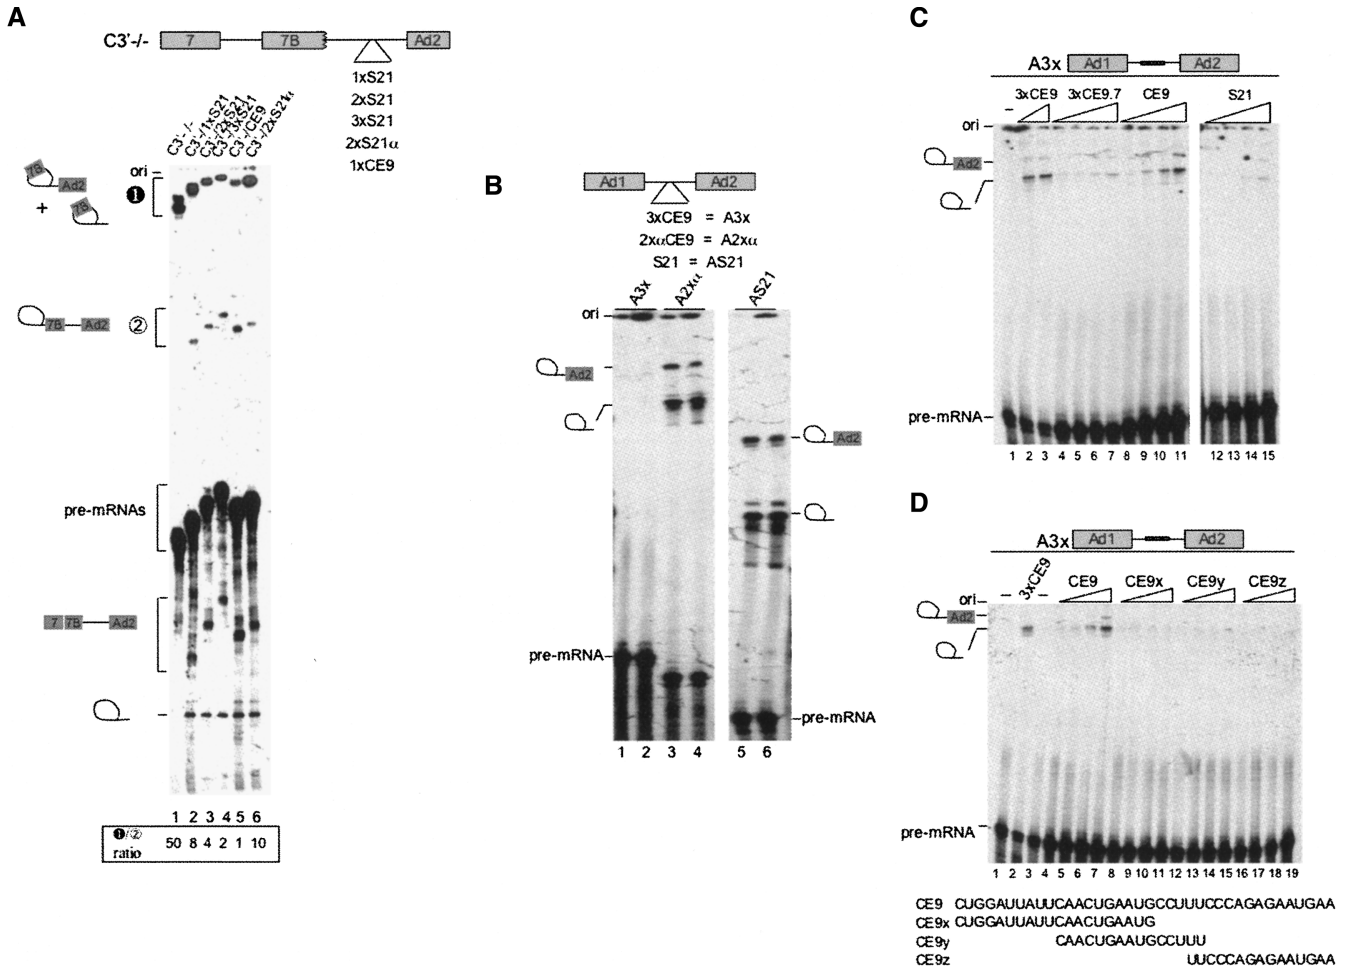 A
C3'-/- 7 7B Ad2
1xS21
2xS21
3xS21
2xS21α
1xCE9
C3'-/-
C3'-/1xS21
C3'-/2xS21
C3'-/3xS21
C3'-/CE9
C3'-/2xS21α
ori
7B
Ad2
+
7B
❶
7B Ad2
②
pre-mRNAs
7 7B Ad2
1 2 3 4 5 6
❶/② ratio 50 8 4 2 1 10
B
Ad1 Ad2
3xCE9 = A3x
2xαCE9 = A2xα
S21 = AS21
A3x A2xα AS21
ori
Ad2
Ad2
pre-mRNA
pre-mRNA
1 2 3 4 5 6
C
A3x Ad1 Ad2
– 3xCE9 3xCE9.7 CE9 S21
ori
Ad2
pre-mRNA
1 2 3 4 5 6 7 8 9 10 11 12 13 14 15
D
A3x Ad1 Ad2
– 3xCE9 – CE9 CE9x CE9y CE9z
ori
Ad2
pre-mRNA
1 2 3 4 5 6 7 8 9 10 11 12 13 14 15 16 17 18 19
CE9 CUGGAUUAUUCAACUGAAUGCCUUUCCCAGAGAAUGAA
CE9x CUGGAUUAUUCAACUGAAUG
CE9y CAACUGAAUGCCUUU
CE9z UUCCCAGAGAAUGAA